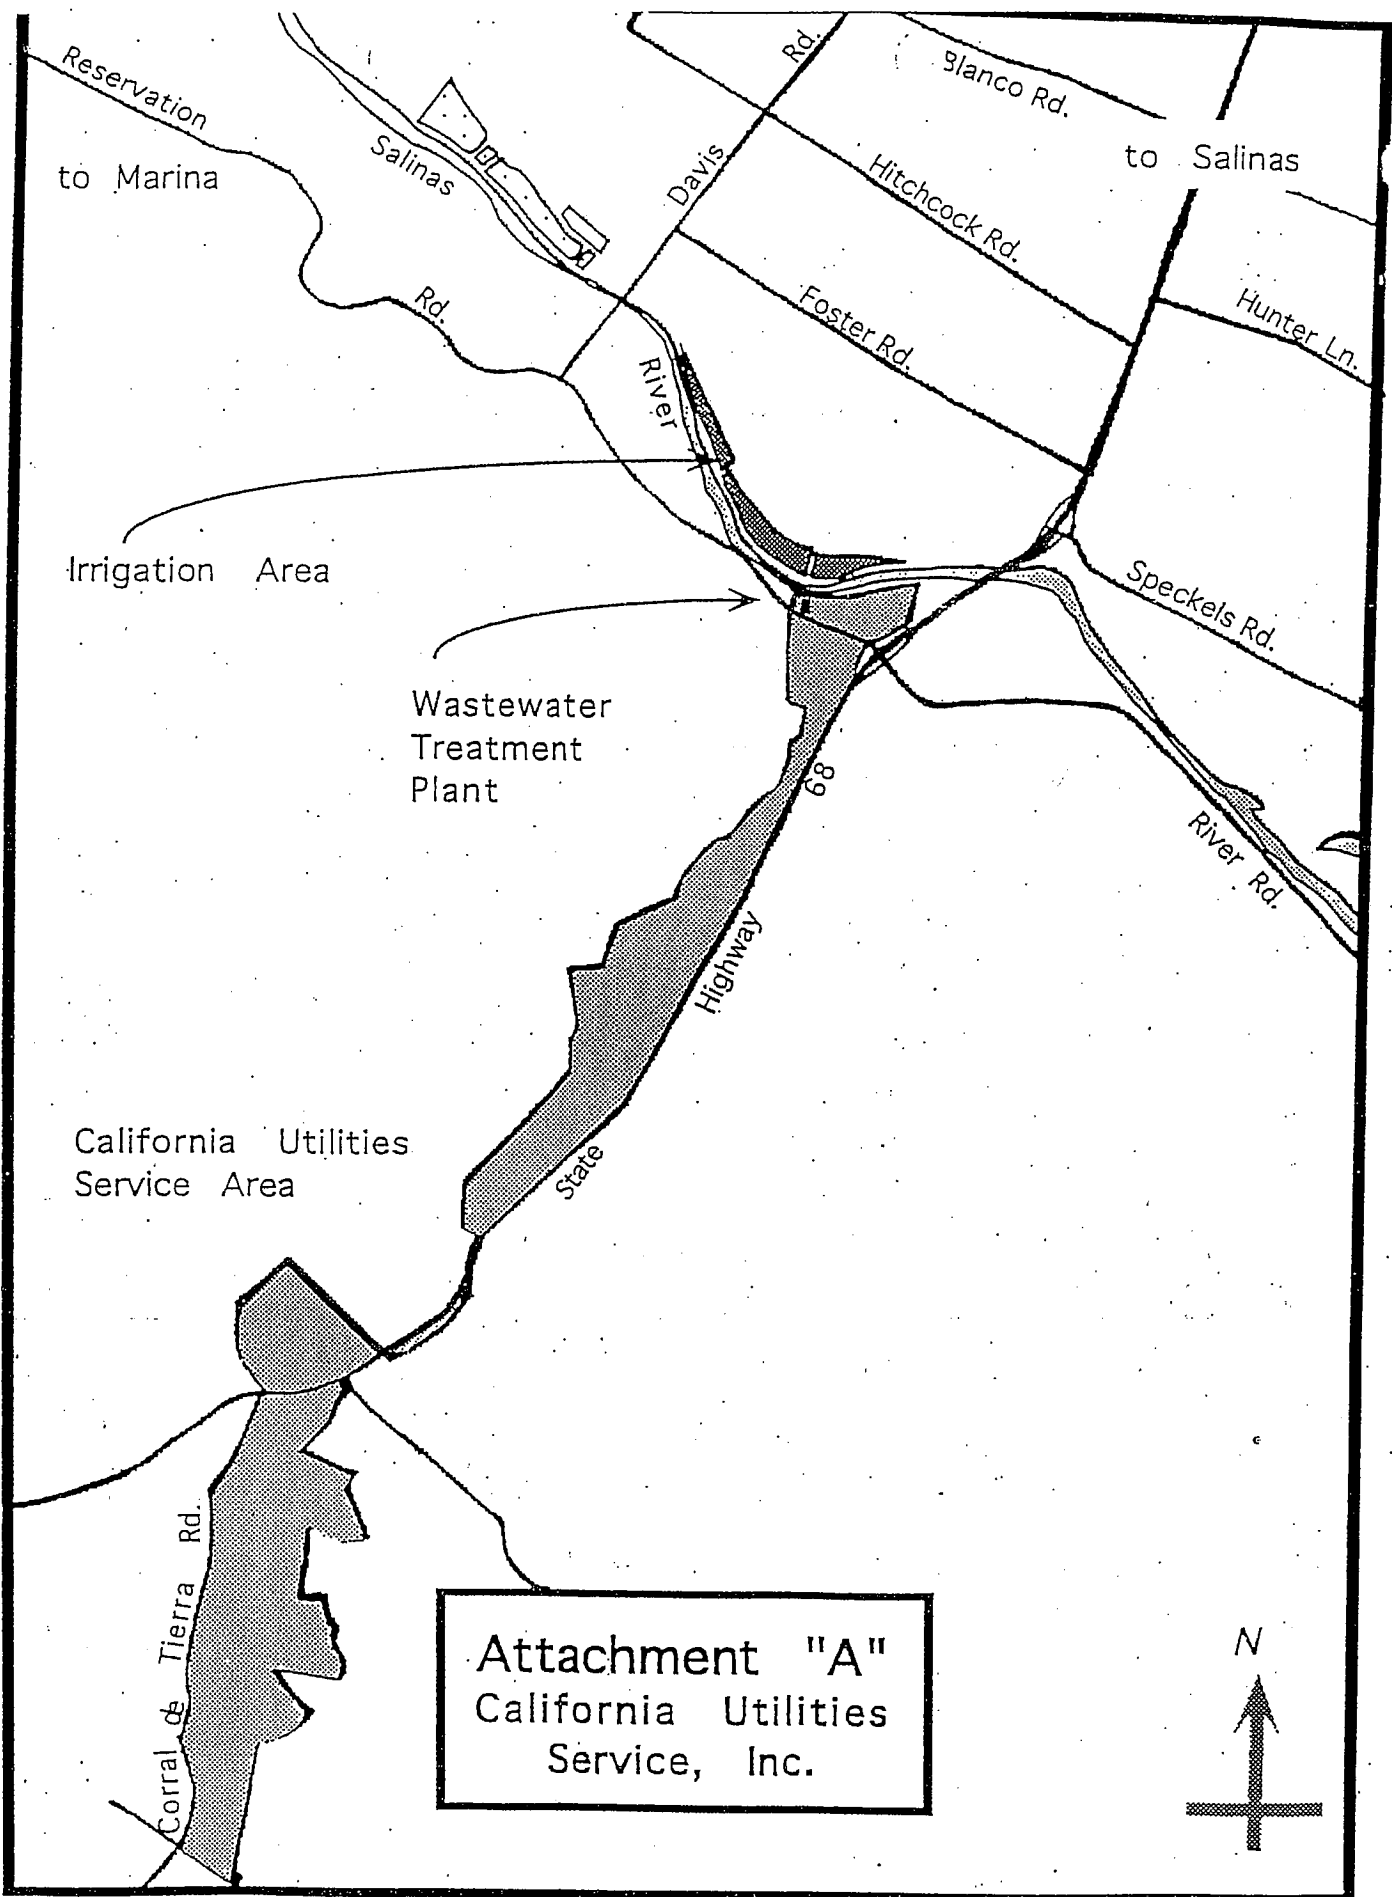 Reservation
Rd.
to Marina
Salinas
River
Davis
Rd.
Blanco Rd.
to Salinas
Hitchcock Rd.
Foster Rd.
Hunter Ln.
Irrigation Area
Speckels Rd.
Wastewater
Treatment
Plant
68
Highway
State
River Rd.
California Utilities
Service Area
Corral de Tierra Rd.
Attachment "A"
California Utilities
Service, Inc.
N